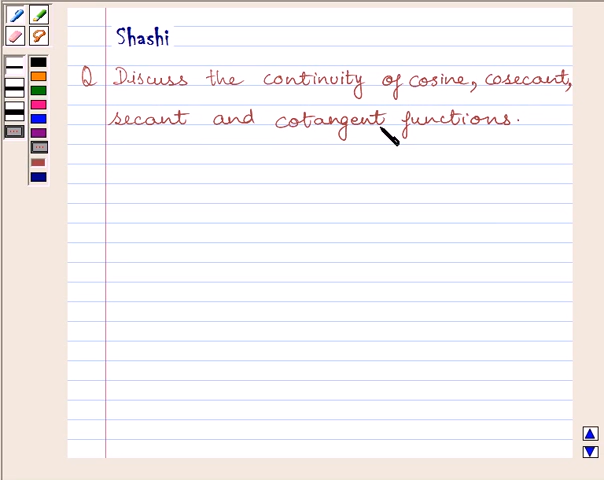 Shashi
Q Discuss the continuity of cosine, cosecant,
secant and cotangent functions.